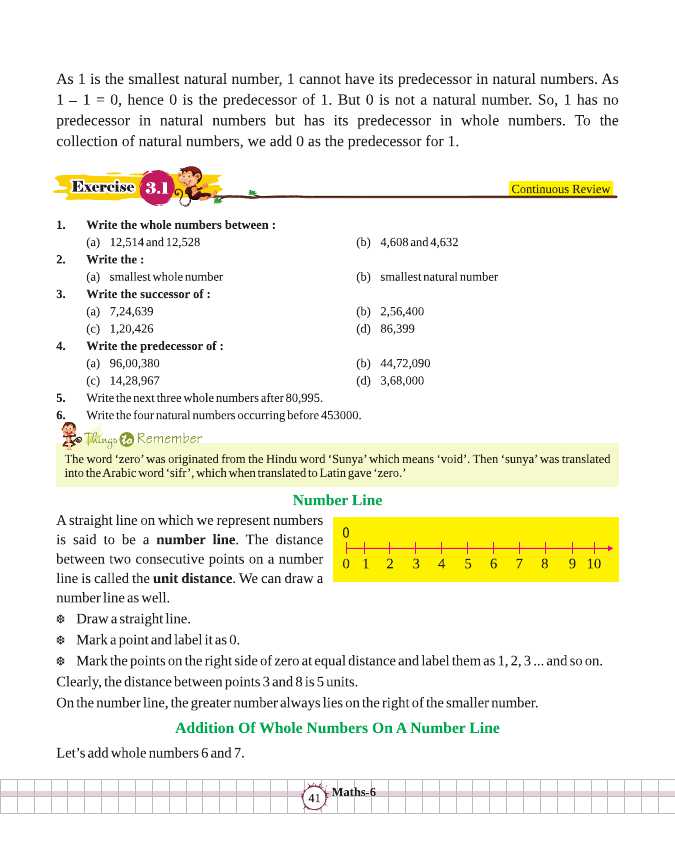 As 1 is the smallest natural number, 1 cannot have its predecessor in natural numbers. As
1 – 1 = 0, hence 0 is the predecessor of 1. But 0 is not a natural number. So, 1 has no
predecessor in natural numbers but has its predecessor in whole numbers. To the
collection of natural numbers, we add 0 as the predecessor for 1.
Exercise 3.1
Continuous Review
1. Write the whole numbers between :
(a) 12,514 and 12,528 (b) 4,608 and 4,632
2. Write the :
(a) smallest whole number (b) smallest natural number
3. Write the successor of :
(a) 7,24,639 (b) 2,56,400
(c) 1,20,426 (d) 86,399
4. Write the predecessor of :
(a) 96,00,380 (b) 44,72,090
(c) 14,28,967 (d) 3,68,000
5. Write the next three whole numbers after 80,995.
6. Write the four natural numbers occurring before 453000.
Things to Remember
The word ‘zero’ was originated from the Hindu word ‘Sunya’ which means ‘void’. Then ‘sunya’ was translated
into the Arabic word ‘sifr’, which when translated to Latin gave ‘zero.’
Number Line
A straight line on which we represent numbers
is said to be a number line. The distance
between two consecutive points on a number
line is called the unit distance. We can draw a
number line as well.
0
0 1 2 3 4 5 6 7 8 9 10
❆ Draw a straight line.
❆ Mark a point and label it as 0.
❆ Mark the points on the right side of zero at equal distance and label them as 1, 2, 3 ... and so on.
Clearly, the distance between points 3 and 8 is 5 units.
On the number line, the greater number always lies on the right of the smaller number.
Addition Of Whole Numbers On A Number Line
Let’s add whole numbers 6 and 7.
41 Maths-6